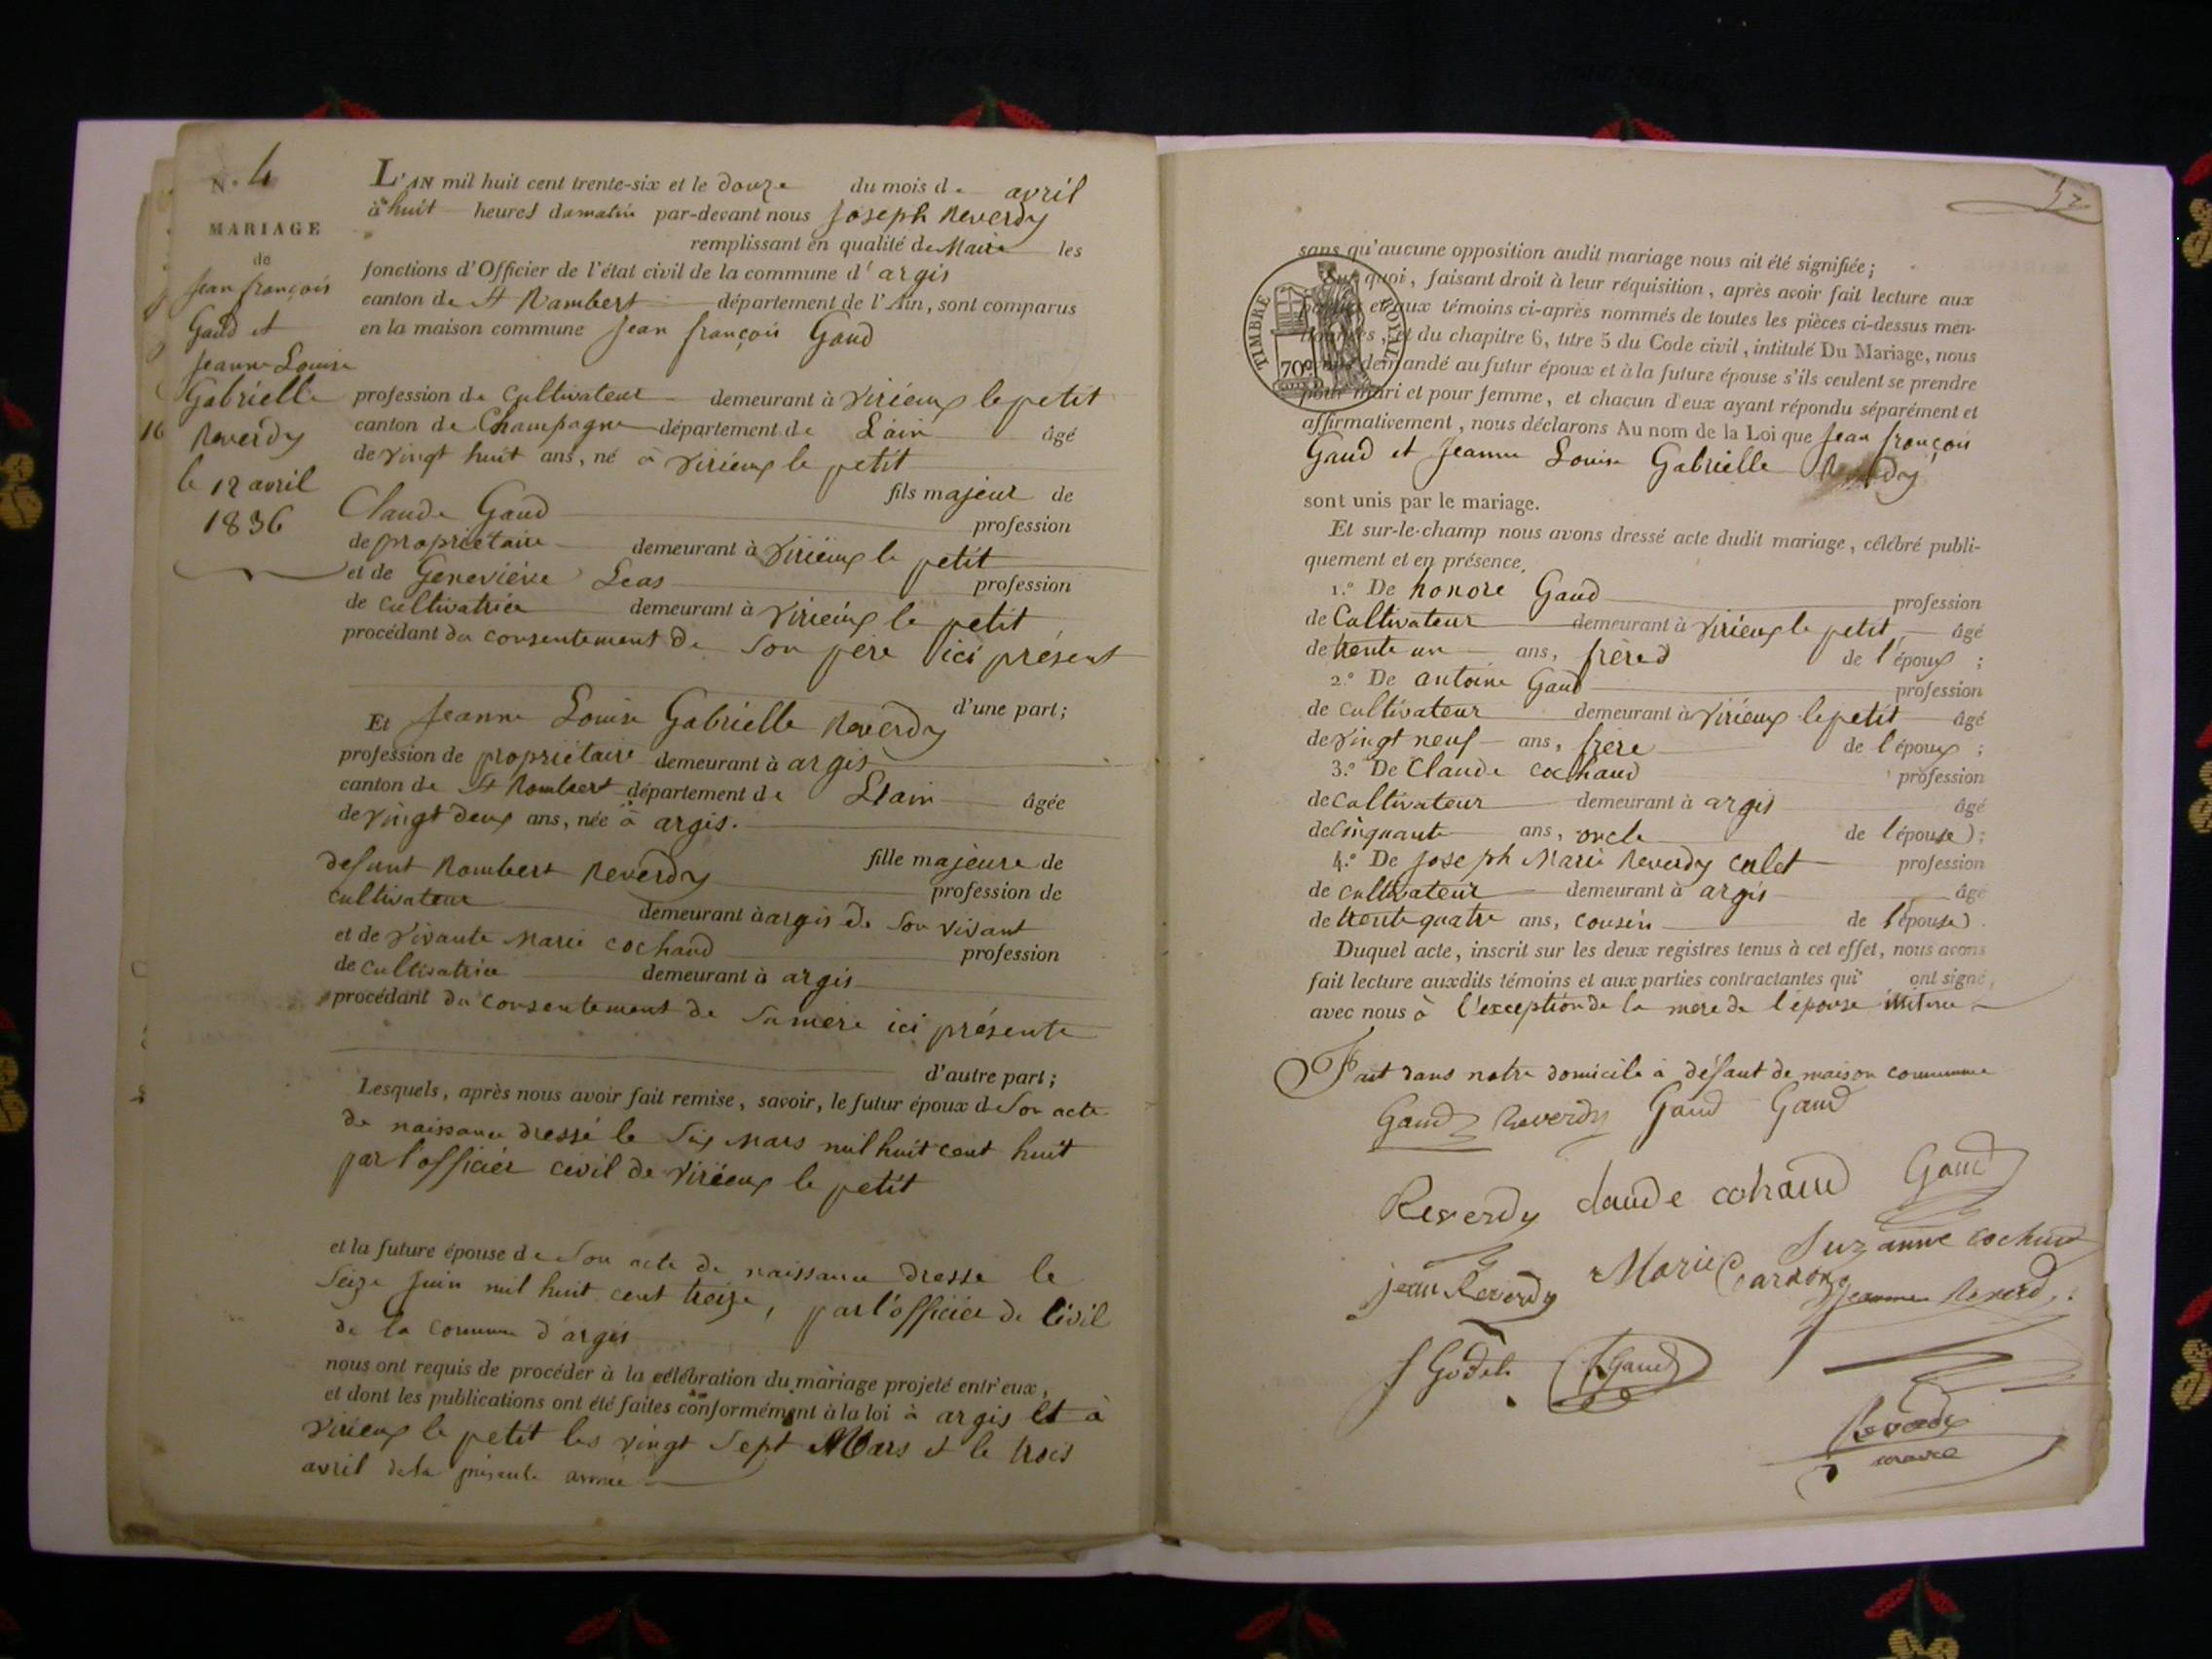 N.° 4
MARIAGE
de
Jean françois
Gaud et
Jeanne Louise
Gabrielle
Reverdy
le 12 avril
1836
16
L'AN mil huit cent trente-six et le douze du mois de avril
à huit heures du matin par-devant nous Joseph Reverdy
remplissant en qualité de Maire les
fonctions d'Officier de l'état civil de la commune d'argis
canton de St Rambert département de l'Ain, sont comparus
en la maison commune Jean françois Gaud
profession de Cultivateur demeurant à Virieux le petit
canton de Champagne département de L'ain âgé
de vingt huit ans, né à Virieux le petit
fils majeur de
Claude Gaud profession
de propriétaire demeurant à Virieux le petit
et de Geneviève Leas profession
de cultivatrice demeurant à Virieux le petit
procédant du consentement de Son père ici présent
d'une part;
Et Jeanne Louise Gabrielle Reverdy
profession de propriétaire demeurant à argis
canton de St Rambert département de L'ain âgée
de vingt deux ans, née à argis.
fille majeure de
defunt Rambert Reverdy profession de
cultivateur demeurant à argis de Son vivant
et de vivante Marie cochaud profession
de cultivatrice demeurant à argis
procédant du consentement de Sa mère ici présente
d'autre part;
Lesquels, après nous avoir fait remise, savoir, le futur époux de Son acte
de naissance dressé le Six Mars mil huit cent huit
par l'officier civil de Virieux le petit
et la future épouse de Son acte de naissance dressé le
Seize Juin mil huit cent treize, par l'officier de Civil
de la Commune d'argis
nous ont requis de procéder à la célébration du mariage projeté entr'eux,
et dont les publications ont été faites conformément à la loi à argis et à
Virieux le petit les vingt Sept Mars et le trois
avril de la présente année
TIMBRE ROYAL
70c
sans qu'aucune opposition audit mariage nous ait été signifiée;
Sur quoi, faisant droit à leur réquisition, après avoir fait lecture aux
parties et aux témoins ci-après nommés de toutes les pièces ci-dessus men-
tionnées, et du chapitre 6, titre 5 du Code civil, intitulé Du Mariage, nous
avons demandé au futur époux et à la future épouse s'ils veulent se prendre
pour mari et pour femme, et chacun d'eux ayant répondu séparément et
affirmativement, nous déclarons Au nom de la Loi que Jean françois
Gaud et Jeanne Louise Gabrielle Reverdy
sont unis par le mariage.
Et sur-le-champ nous avons dressé acte dudit mariage, célébré publi-
quement et en présence,
1.° De honoré Gaud profession
de Cultivateur demeurant à Virieux le petit, âgé
de trente un ans, frère de l'époux ;
2.° De antoine Gaud profession
de cultivateur demeurant à Virieux le petit âgé
de vingt neuf ans, frère de l'époux ;
3.° De Claude cochaud profession
de cultivateur demeurant à argis âgé
de Cinquante ans, oncle de l'épouse ;
4.° De Joseph Marie Reverdy Calet profession
de cultivateur demeurant à argis âgé
de trente quatre ans, cousin de l'épouse.
Duquel acte, inscrit sur les deux registres tenus à cet effet, nous avons
fait lecture auxdits témoins et aux parties contractantes qui ont signé,
avec nous à l'exception de la mère de l'épouse
Fait dans notre domicile à défaut de maison commune
Gaud Reverdy Gaud Gaud
Reverdy claude cohaud Gaud
Suzanne cochaud
jean Reverdy Marie
Jeanne Reverdy
J Godet Gaud
Reverdy
maire